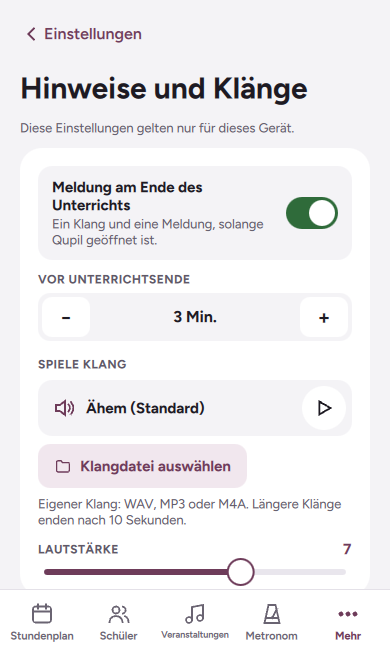 Einstellungen
Hinweise und Klänge
Diese Einstellungen gelten nur für dieses Gerät.
Meldung am Ende des
Unterrichts
Ein Klang und eine Meldung, solange
Qupil geöffnet ist.
VOR UNTERRICHTSENDE
– 3 Min. +
SPIELE KLANG
Ähem (Standard)
Klangdatei auswählen
Eigener Klang: WAV, MP3 oder M4A. Längere Klänge
enden nach 10 Sekunden.
LAUTSTÄRKE 7
Stundenplan Schüler Veranstaltungen Metronom Mehr